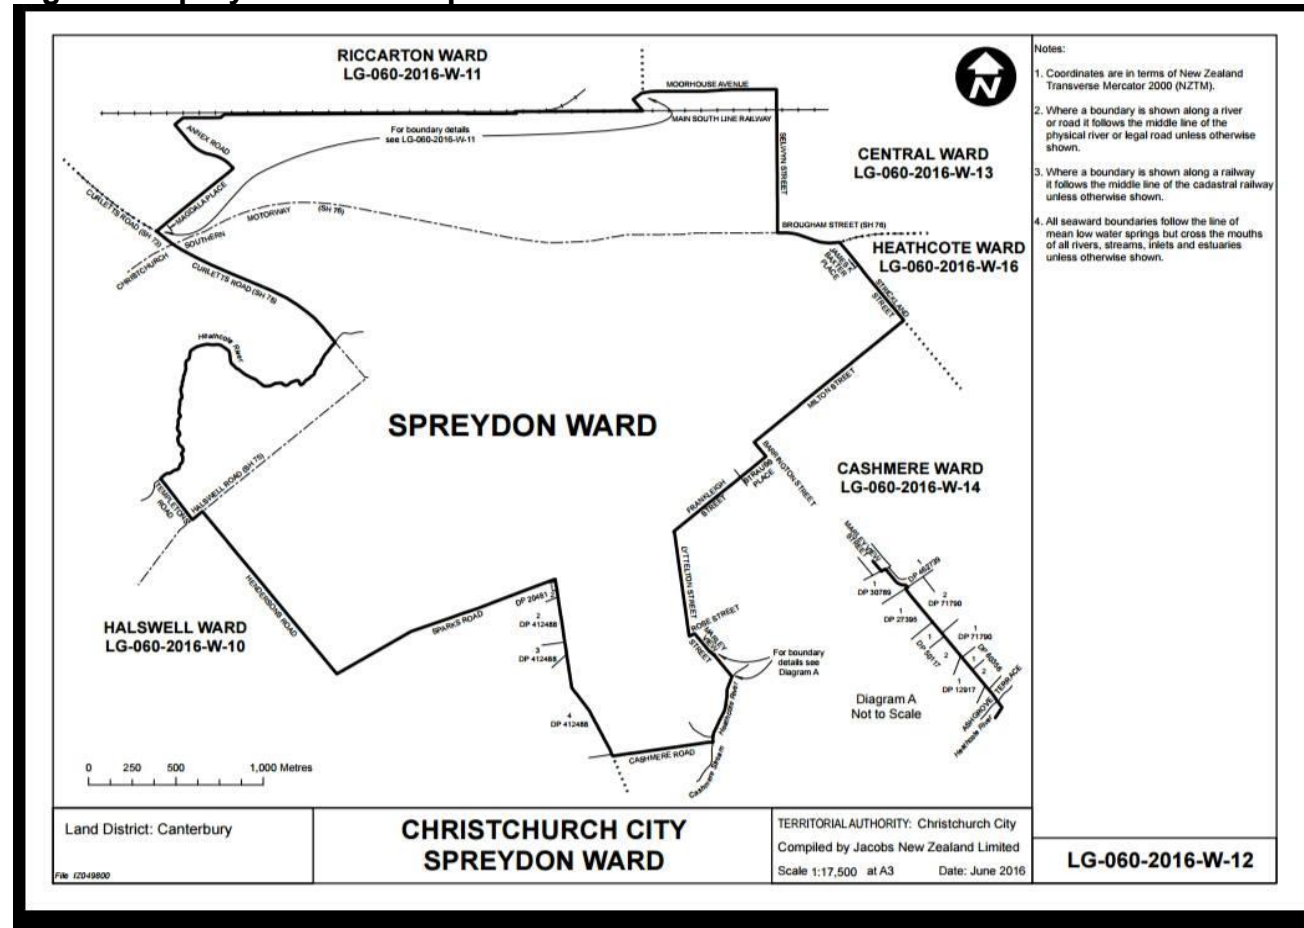 RICCARTON WARD
LG-060-2016-W-11
MOORHOUSE AVENUE
MAIN SOUTH LINE RAILWAY
For boundary details
see LG-060-2016-W-11
ANNEX ROAD
MAGDALA PLACE
CURLETTS ROAD (SH 73)
CHRISTCHURCH
SOUTHERN
MOTORWAY
(SH 76)
CURLETTS ROAD (SH 75)
SELWYN STREET
CENTRAL WARD
LG-060-2016-W-13
BROUGHAM STREET (SH 76)
HEATHCOTE WARD
LG-060-2016-W-16
JAMES K
BAXTER
PLACE
STRICKLAND
STREET
Heathcote River
MILTON STREET
SPREYDON WARD
BARRINGTON STREET
STRAUSS
PLACE
FRANKLEIGH
STREET
CASHMERE WARD
LG-060-2016-W-14
HALSWELL ROAD (SH 75)
TEMPLETONS
ROAD
HENDERSONS ROAD
SPARKS ROAD
LYTTELTON STREET
ROSE STREET
MARLEY
VIEW
STREET
HALSWELL WARD
LG-060-2016-W-10
DP 20481
2
DP 412488
3
DP 412488
4
DP 412488
For boundary
details see
Diagram A
CASHMERE ROAD
Heathcote River
Cashmere Stream
MARLEY VIEW
STREET
1
DP 462739
1
DP 30789
2
DP 71790
1
DP 27395
1
DP 71790
1
2
DP 50117
1
DP 12917
1
2
ASHGROVE TERRACE
Heathcote River
Diagram A
Not to Scale
0 250 500 1,000 Metres
N
Notes:
1. Coordinates are in terms of New Zealand
Transverse Mercator 2000 (NZTM).
2. Where a boundary is shown along a river
or road it follows the middle line of the
physical river or legal road unless otherwise
shown.
3. Where a boundary is shown along a railway
it follows the middle line of the cadastral railway
unless otherwise shown.
4. All seaward boundaries follow the line of
mean low water springs but cross the mouths
of all rivers, streams, inlets and estuaries
unless otherwise shown.
Land District: Canterbury
File IZ049800
CHRISTCHURCH CITY
SPREYDON WARD
TERRITORIAL AUTHORITY: Christchurch City
Compiled by Jacobs New Zealand Limited
Scale 1:17,500 at A3 Date: June 2016
LG-060-2016-W-12